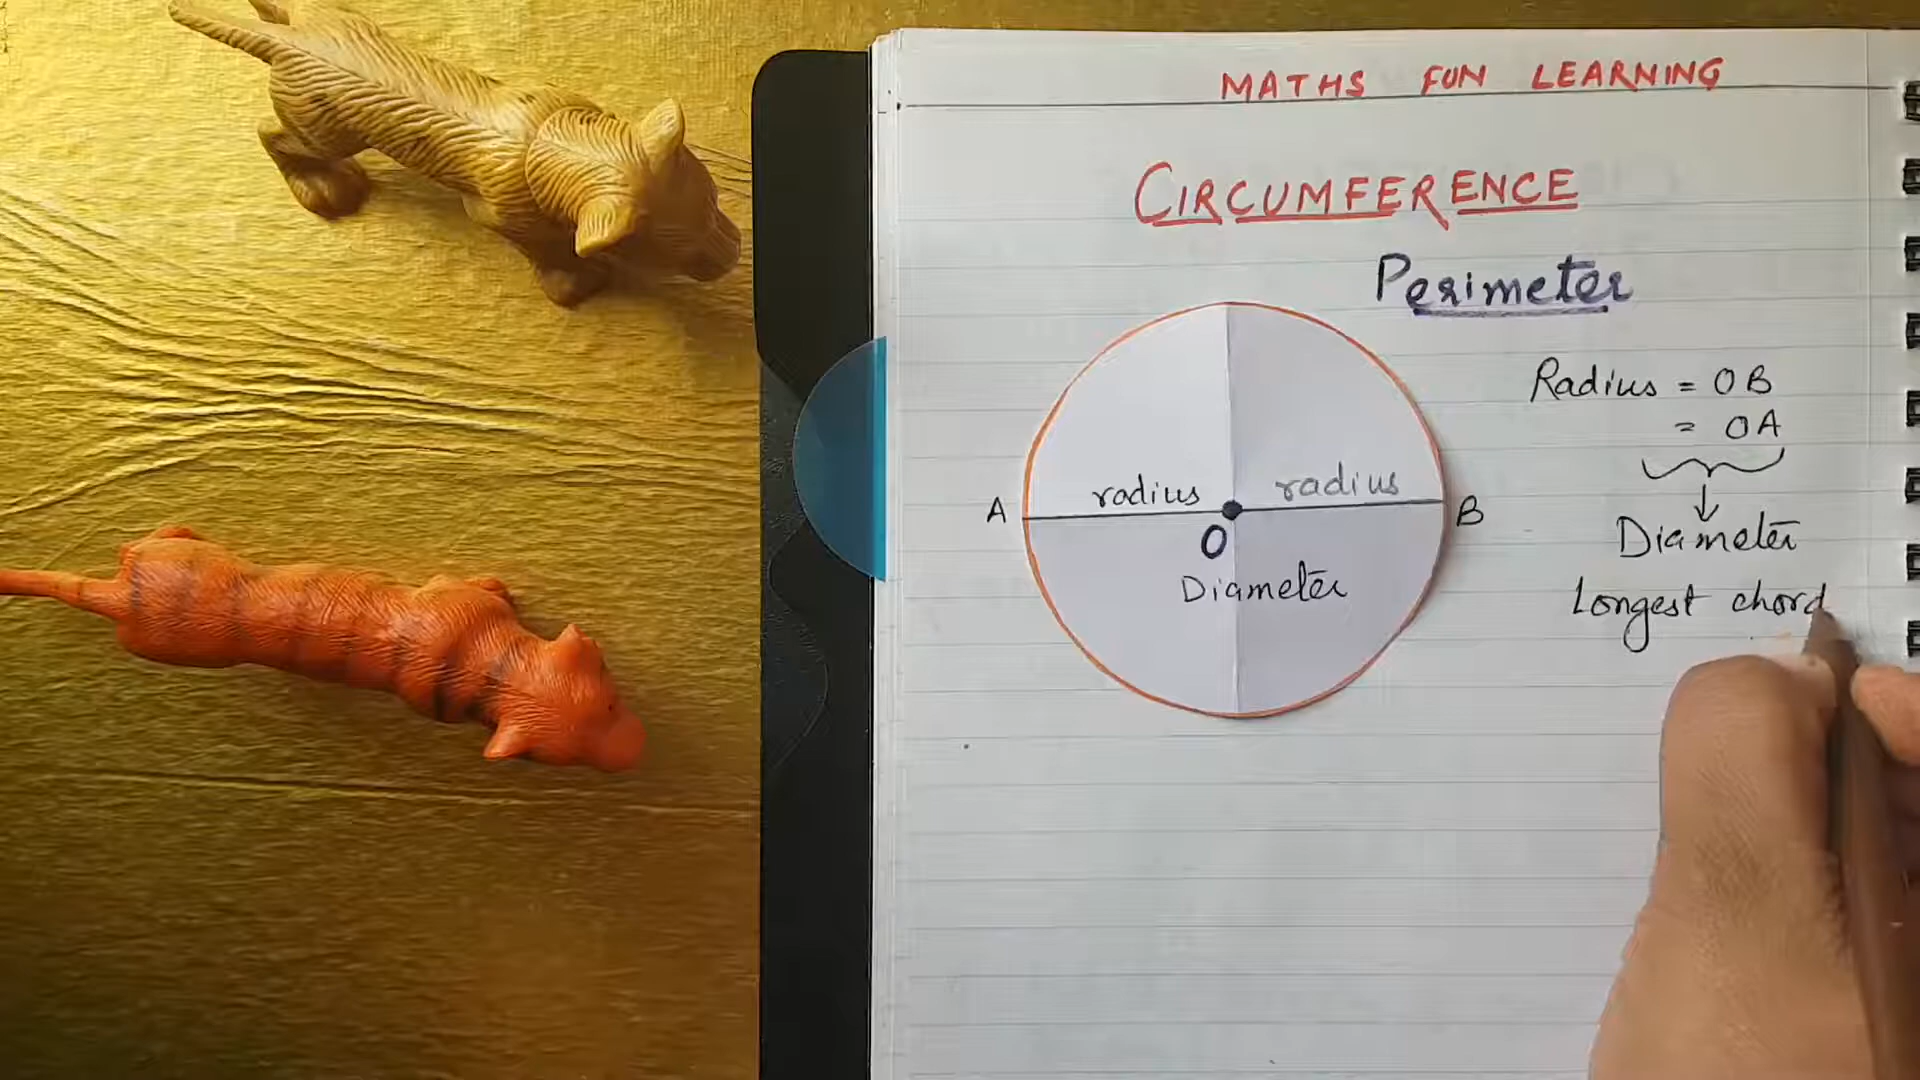 MATHS FUN LEARNING
CIRCUMFERENCE
Perimeter
Radius = OB
= OA
radius radius
A B
O
Diameter
Diameter
Longest chord